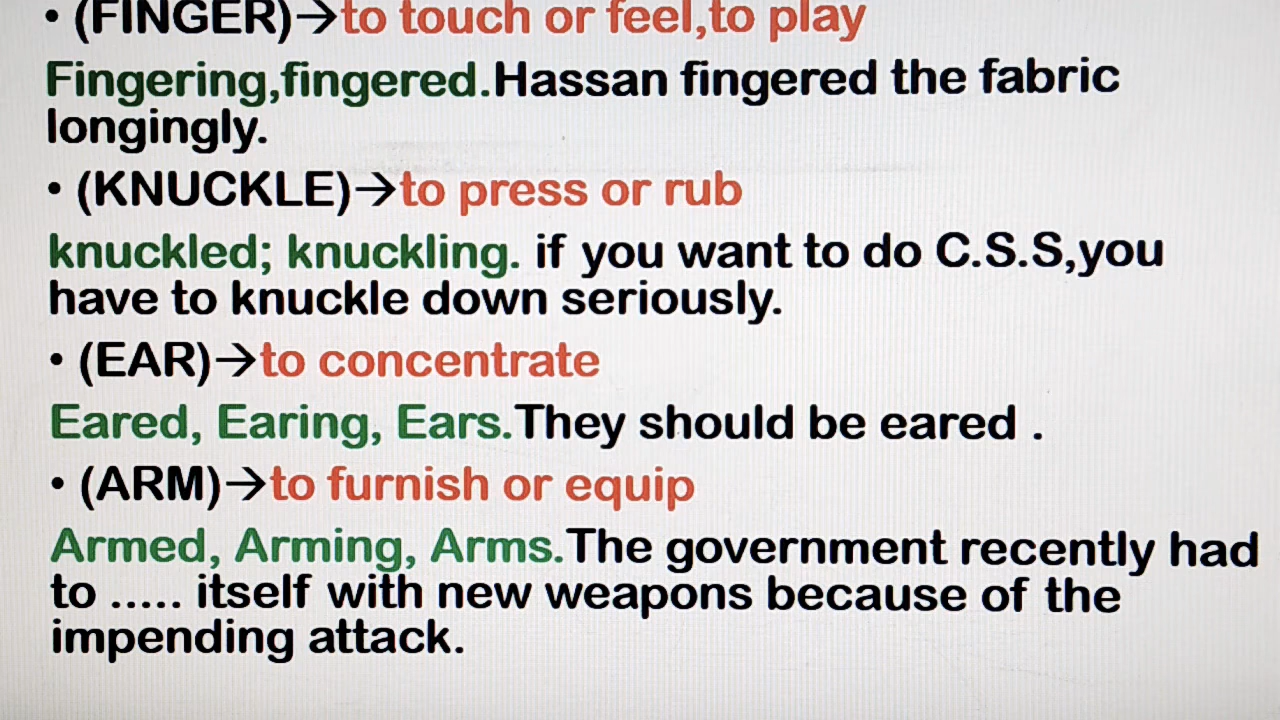 • (FINGER)→to touch or feel,to play
Fingering,fingered.Hassan fingered the fabric
longingly.
• (KNUCKLE)→to press or rub
knuckled; knuckling. if you want to do C.S.S,you
have to knuckle down seriously.
• (EAR)→to concentrate
Eared, Earing, Ears.They should be eared .
• (ARM)→to furnish or equip
Armed, Arming, Arms.The government recently had
to ..... itself with new weapons because of the
impending attack.